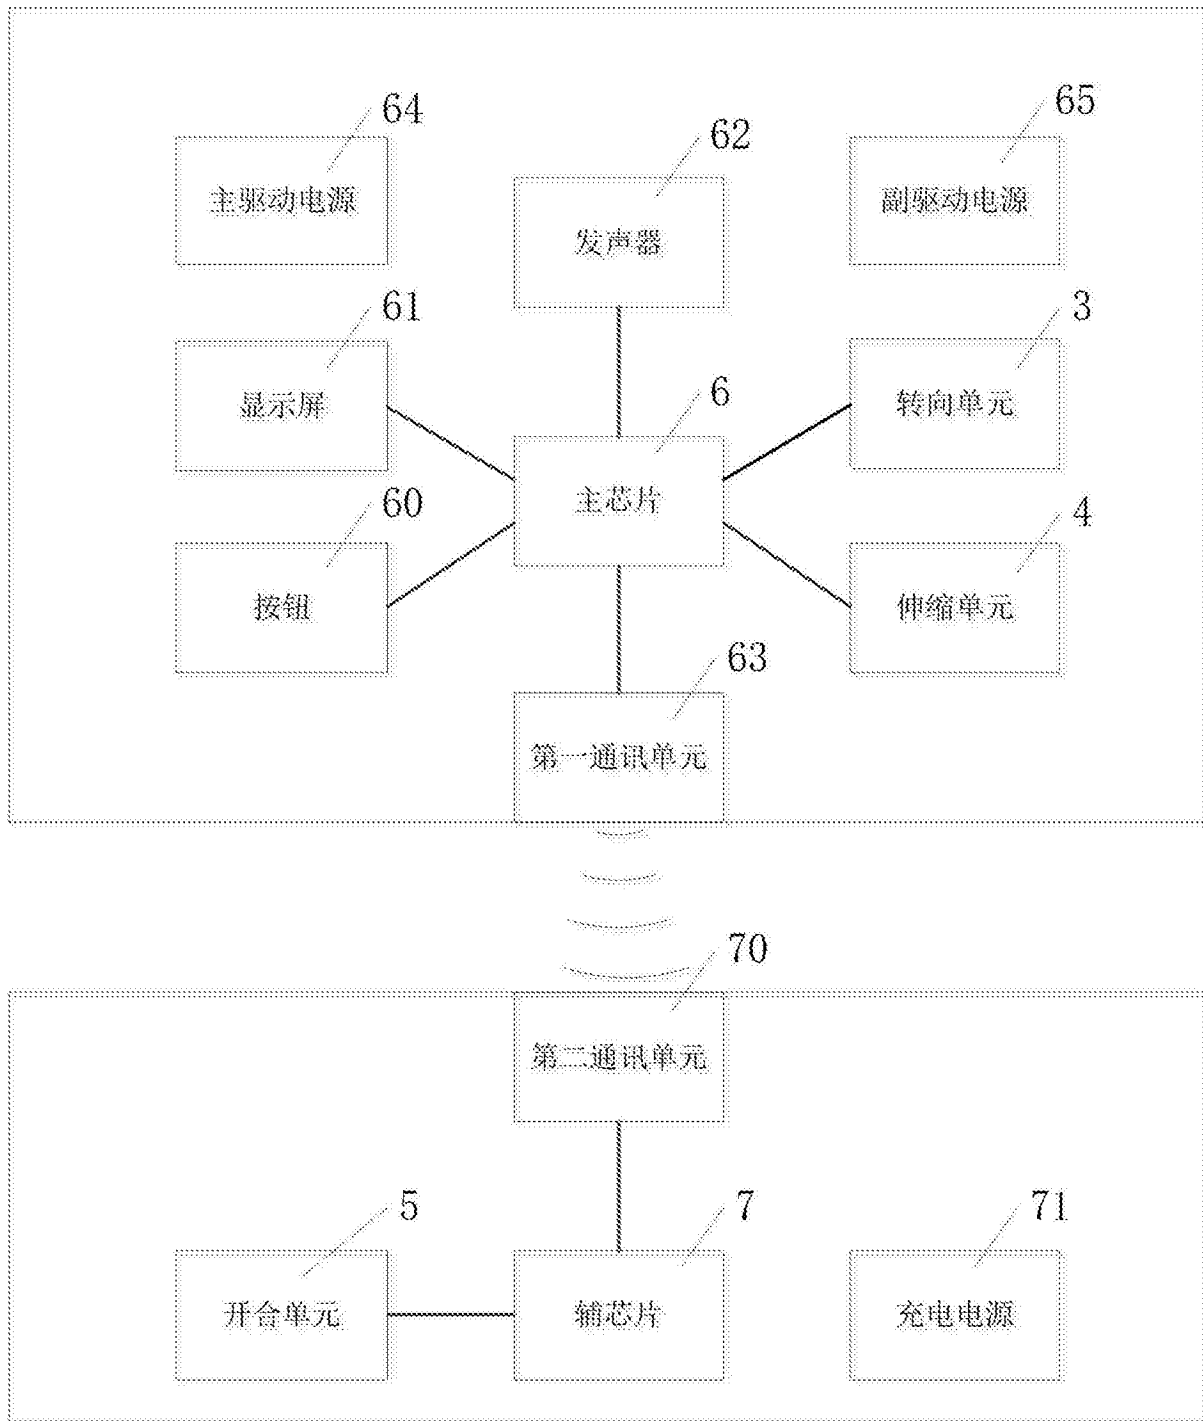 64
主驱动电源
62
发声器
65
副驱动电源
61
显示屏
6
主芯片
3
转向单元
60
按钮
4
伸缩单元
63
第一通讯单元
70
第二通讯单元
5
开合单元
7
辅芯片
71
充电电源